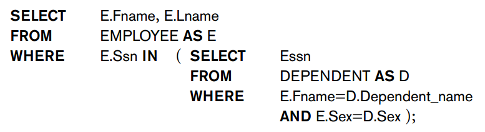 SELECT E.Fname, E.Lname
FROM EMPLOYEE AS E
WHERE E.Ssn IN ( SELECT Essn
FROM DEPENDENT AS D
WHERE E.Fname=D.Dependent_name
AND E.Sex=D.Sex );